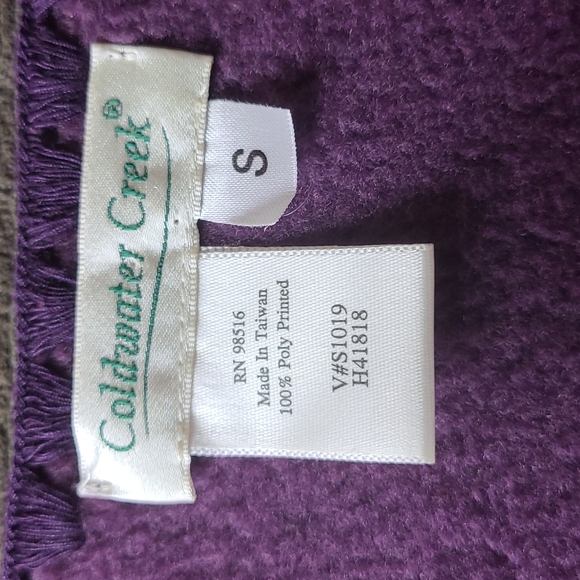 Coldwater Creek®
S
RN 98516
Made In Taiwan
100% Poly Printed
V#S1019
H41818